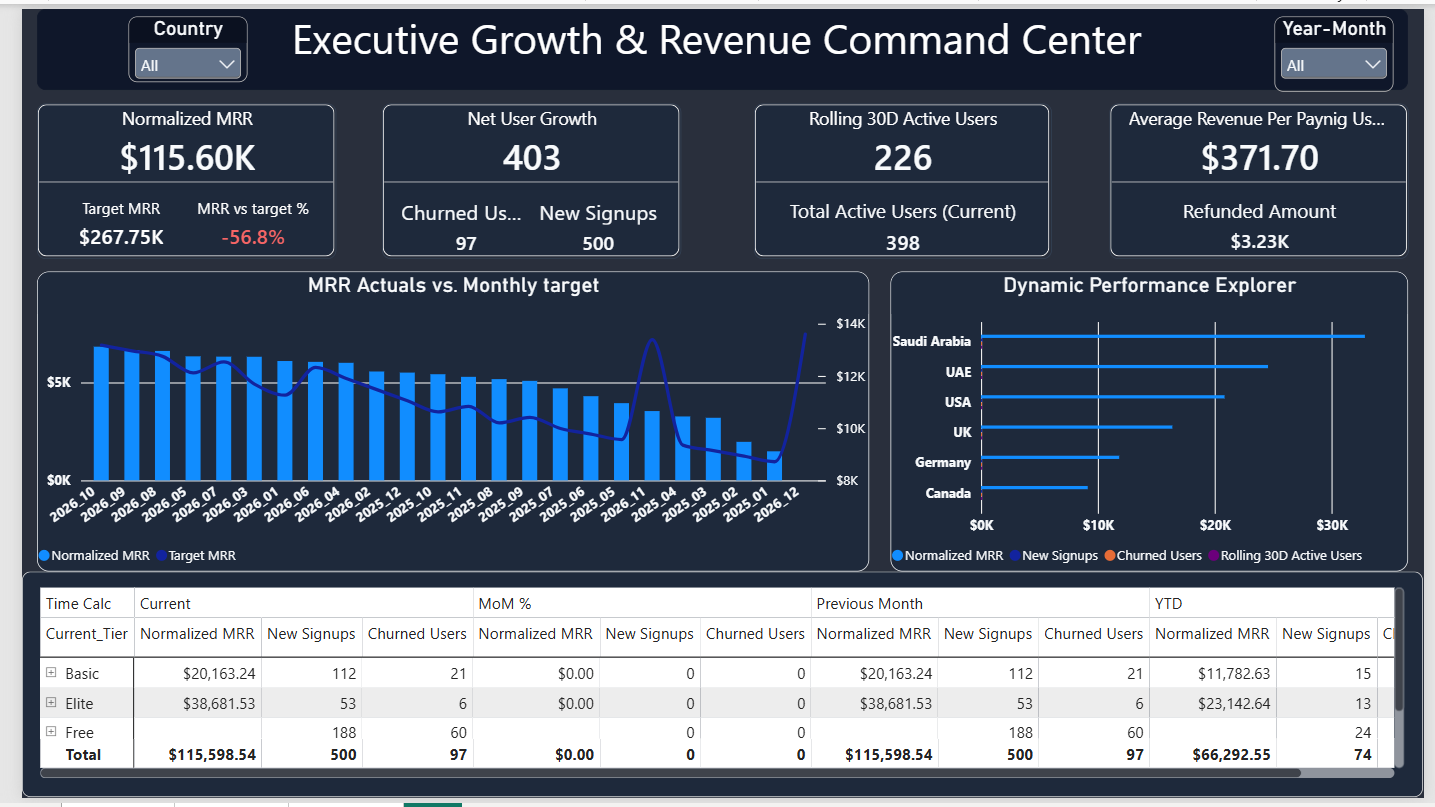 Country
All
Executive Growth & Revenue Command Center
Year-Month
All
Normalized MRR
$115.60K
Target MRR MRR vs target %
$267.75K -56.8%
Net User Growth
403
Churned Us... New Signups
97 500
Rolling 30D Active Users
226
Total Active Users (Current)
398
Average Revenue Per Paynig Us...
$371.70
Refunded Amount
$3.23K
MRR Actuals vs. Monthly target
$14K
$5K $12K
$10K
$0K $8K
2026_10 2026_09 2026_08 2026_05 2026_07 2026_03 2026_01 2026_06 2026_04 2026_02 2025_12 2025_10 2025_11 2025_08 2025_09 2025_07 2025_06 2025_05 2026_11 2025_04 2025_03 2025_02 2025_01 2026_12
Normalized MRR Target MRR
Dynamic Performance Explorer
Saudi Arabia
UAE
USA
UK
Germany
Canada
$0K $10K $20K $30K
Normalized MRR New Signups Churned Users Rolling 30D Active Users
Time Calc Current MoM % Previous Month YTD
Current_Tier Normalized MRR New Signups Churned Users Normalized MRR New Signups Churned Users Normalized MRR New Signups Churned Users Normalized MRR New Signups
Basic $20,163.24 112 21 $0.00 0 0 $20,163.24 112 21 $11,782.63 15
Elite $38,681.53 53 6 $0.00 0 0 $38,681.53 53 6 $23,142.64 13
Free 188 60 0 0 188 60 24
Total $115,598.54 500 97 $0.00 0 0 $115,598.54 500 97 $66,292.55 74